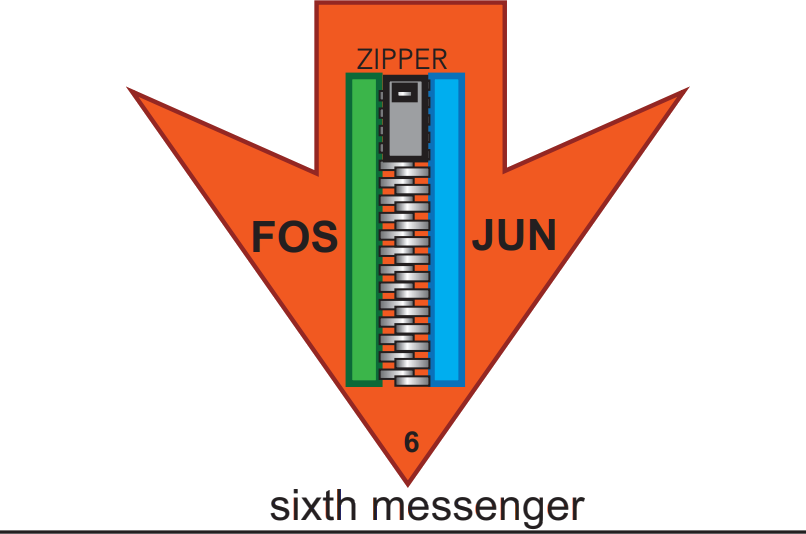 ZIPPER
FOS JUN
6
sixth messenger